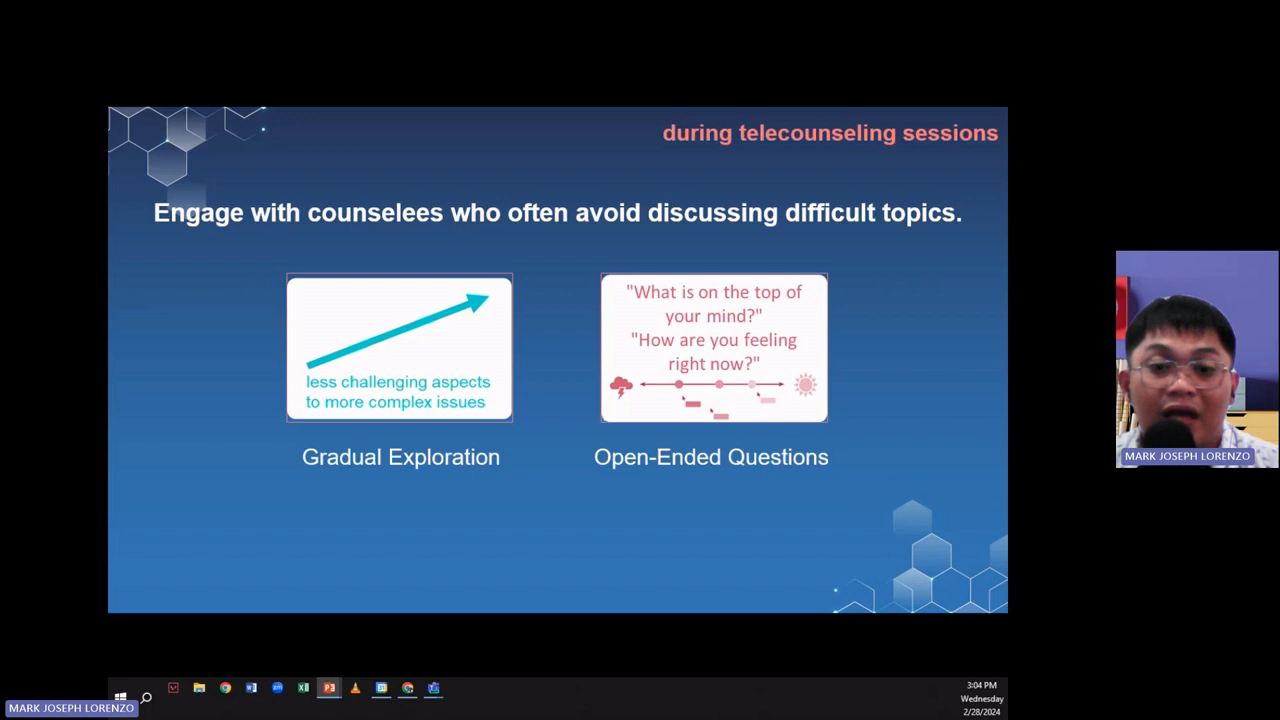 during telecounseling sessions
Engage with counselees who often avoid discussing difficult topics.
less challenging aspects
to more complex issues
Gradual Exploration
"What is on the top of
your mind?"
"How are you feeling
right now?"
Open-Ended Questions
MARK JOSEPH LORENZO
MARK JOSEPH LORENZO
3:04 PM
Wednesday
2/28/2024